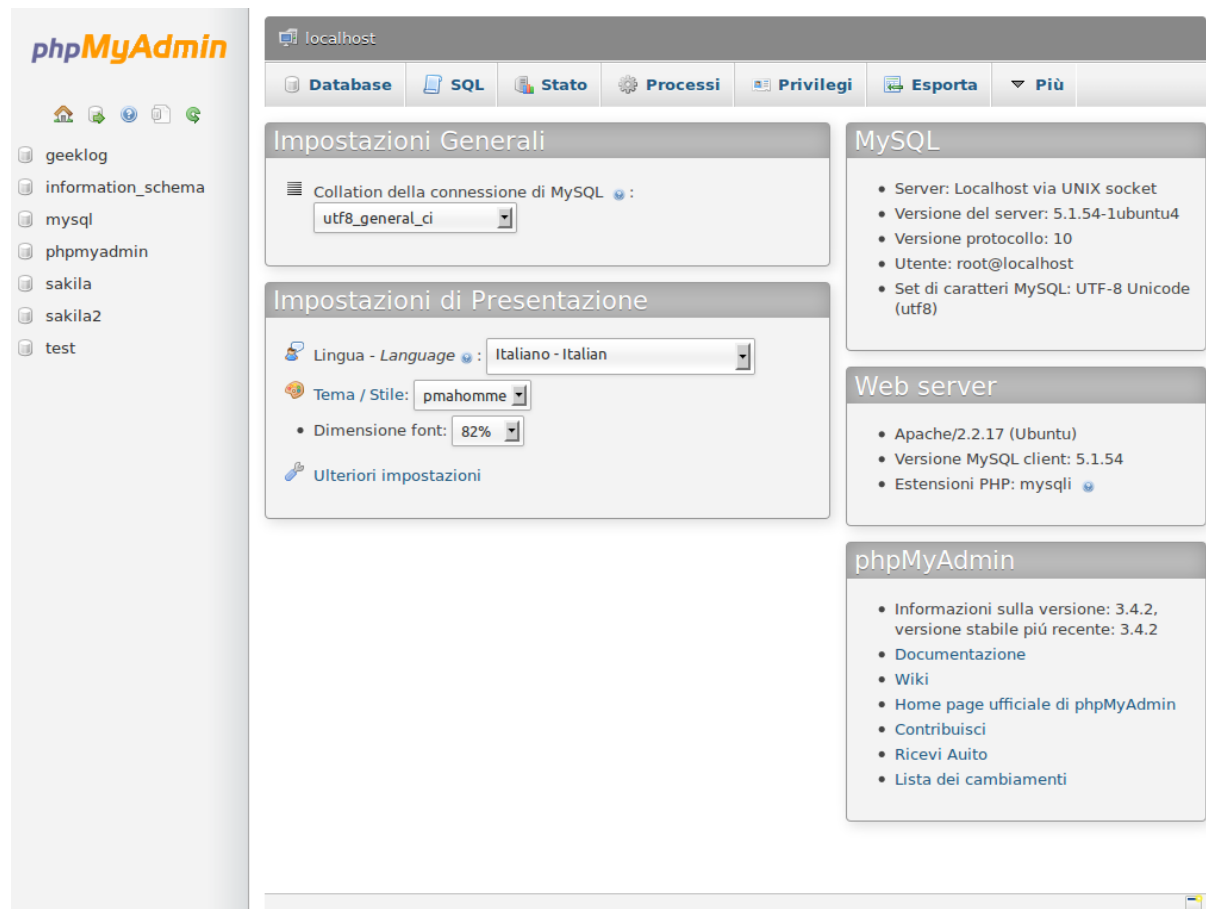 phpMyAdmin
geeklog
information_schema
mysql
phpmyadmin
sakila
sakila2
test
localhost
Database SQL Stato Processi Privilegi Esporta Più
Impostazioni Generali
Collation della connessione di MySQL :
utf8_general_ci
Impostazioni di Presentazione
Lingua - Language : Italiano - Italian
Tema / Stile: pmahomme
• Dimensione font: 82%
Ulteriori impostazioni
MySQL
• Server: Localhost via UNIX socket
• Versione del server: 5.1.54-1ubuntu4
• Versione protocollo: 10
• Utente: root@localhost
• Set di caratteri MySQL: UTF-8 Unicode
(utf8)
Web server
• Apache/2.2.17 (Ubuntu)
• Versione MySQL client: 5.1.54
• Estensioni PHP: mysqli
phpMyAdmin
• Informazioni sulla versione: 3.4.2,
versione stabile piú recente: 3.4.2
• Documentazione
• Wiki
• Home page ufficiale di phpMyAdmin
• Contribuisci
• Ricevi Auito
• Lista dei cambiamenti